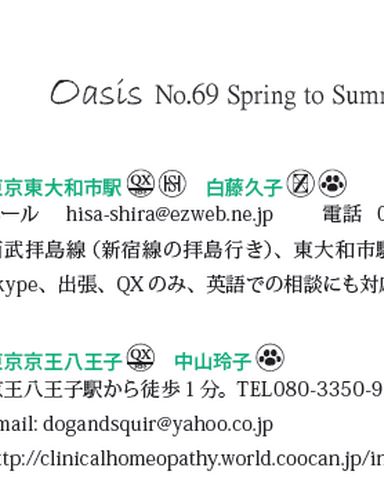 Oasis No.69 Spring to Summ
東京東大和市駅 QX 白藤久子
ール hisa-shira@ezweb.ne.jp 電話 0
西武拝島線（新宿線の拝島行き）、東大和市駅
kype、出張、QXのみ、英語での相談にも対応
東京京王八王子 QX 中山玲子
京王八王子駅から徒歩1分。TEL080-3350-9
mail: dogandsquir@yahoo.co.jp
ttp://clinicalhomeopathy.world.coocan.jp/in